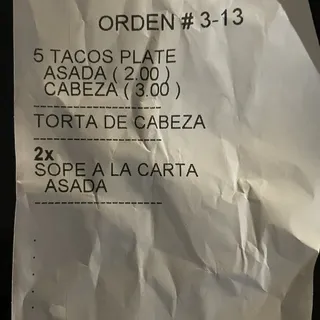 ORDEN # 3-13
5 TACOS PLATE
ASADA ( 2.00 )
CABEZA ( 3.00 )
---------------------
TORTA DE CABEZA
---------------------
2x
SOPE A LA CARTA
ASADA
---------------------
.
.
.
.
.